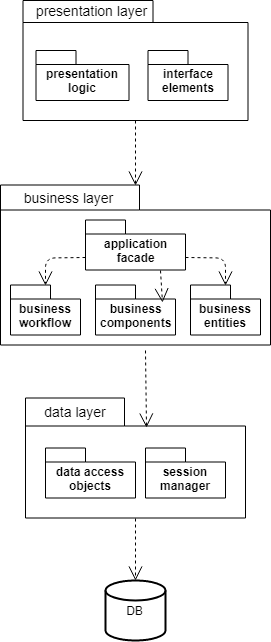 presentation layer
presentation
logic
interface
elements
business layer
application
facade
business
workflow
business
components
business
entities
data layer
data access
objects
session
manager
DB